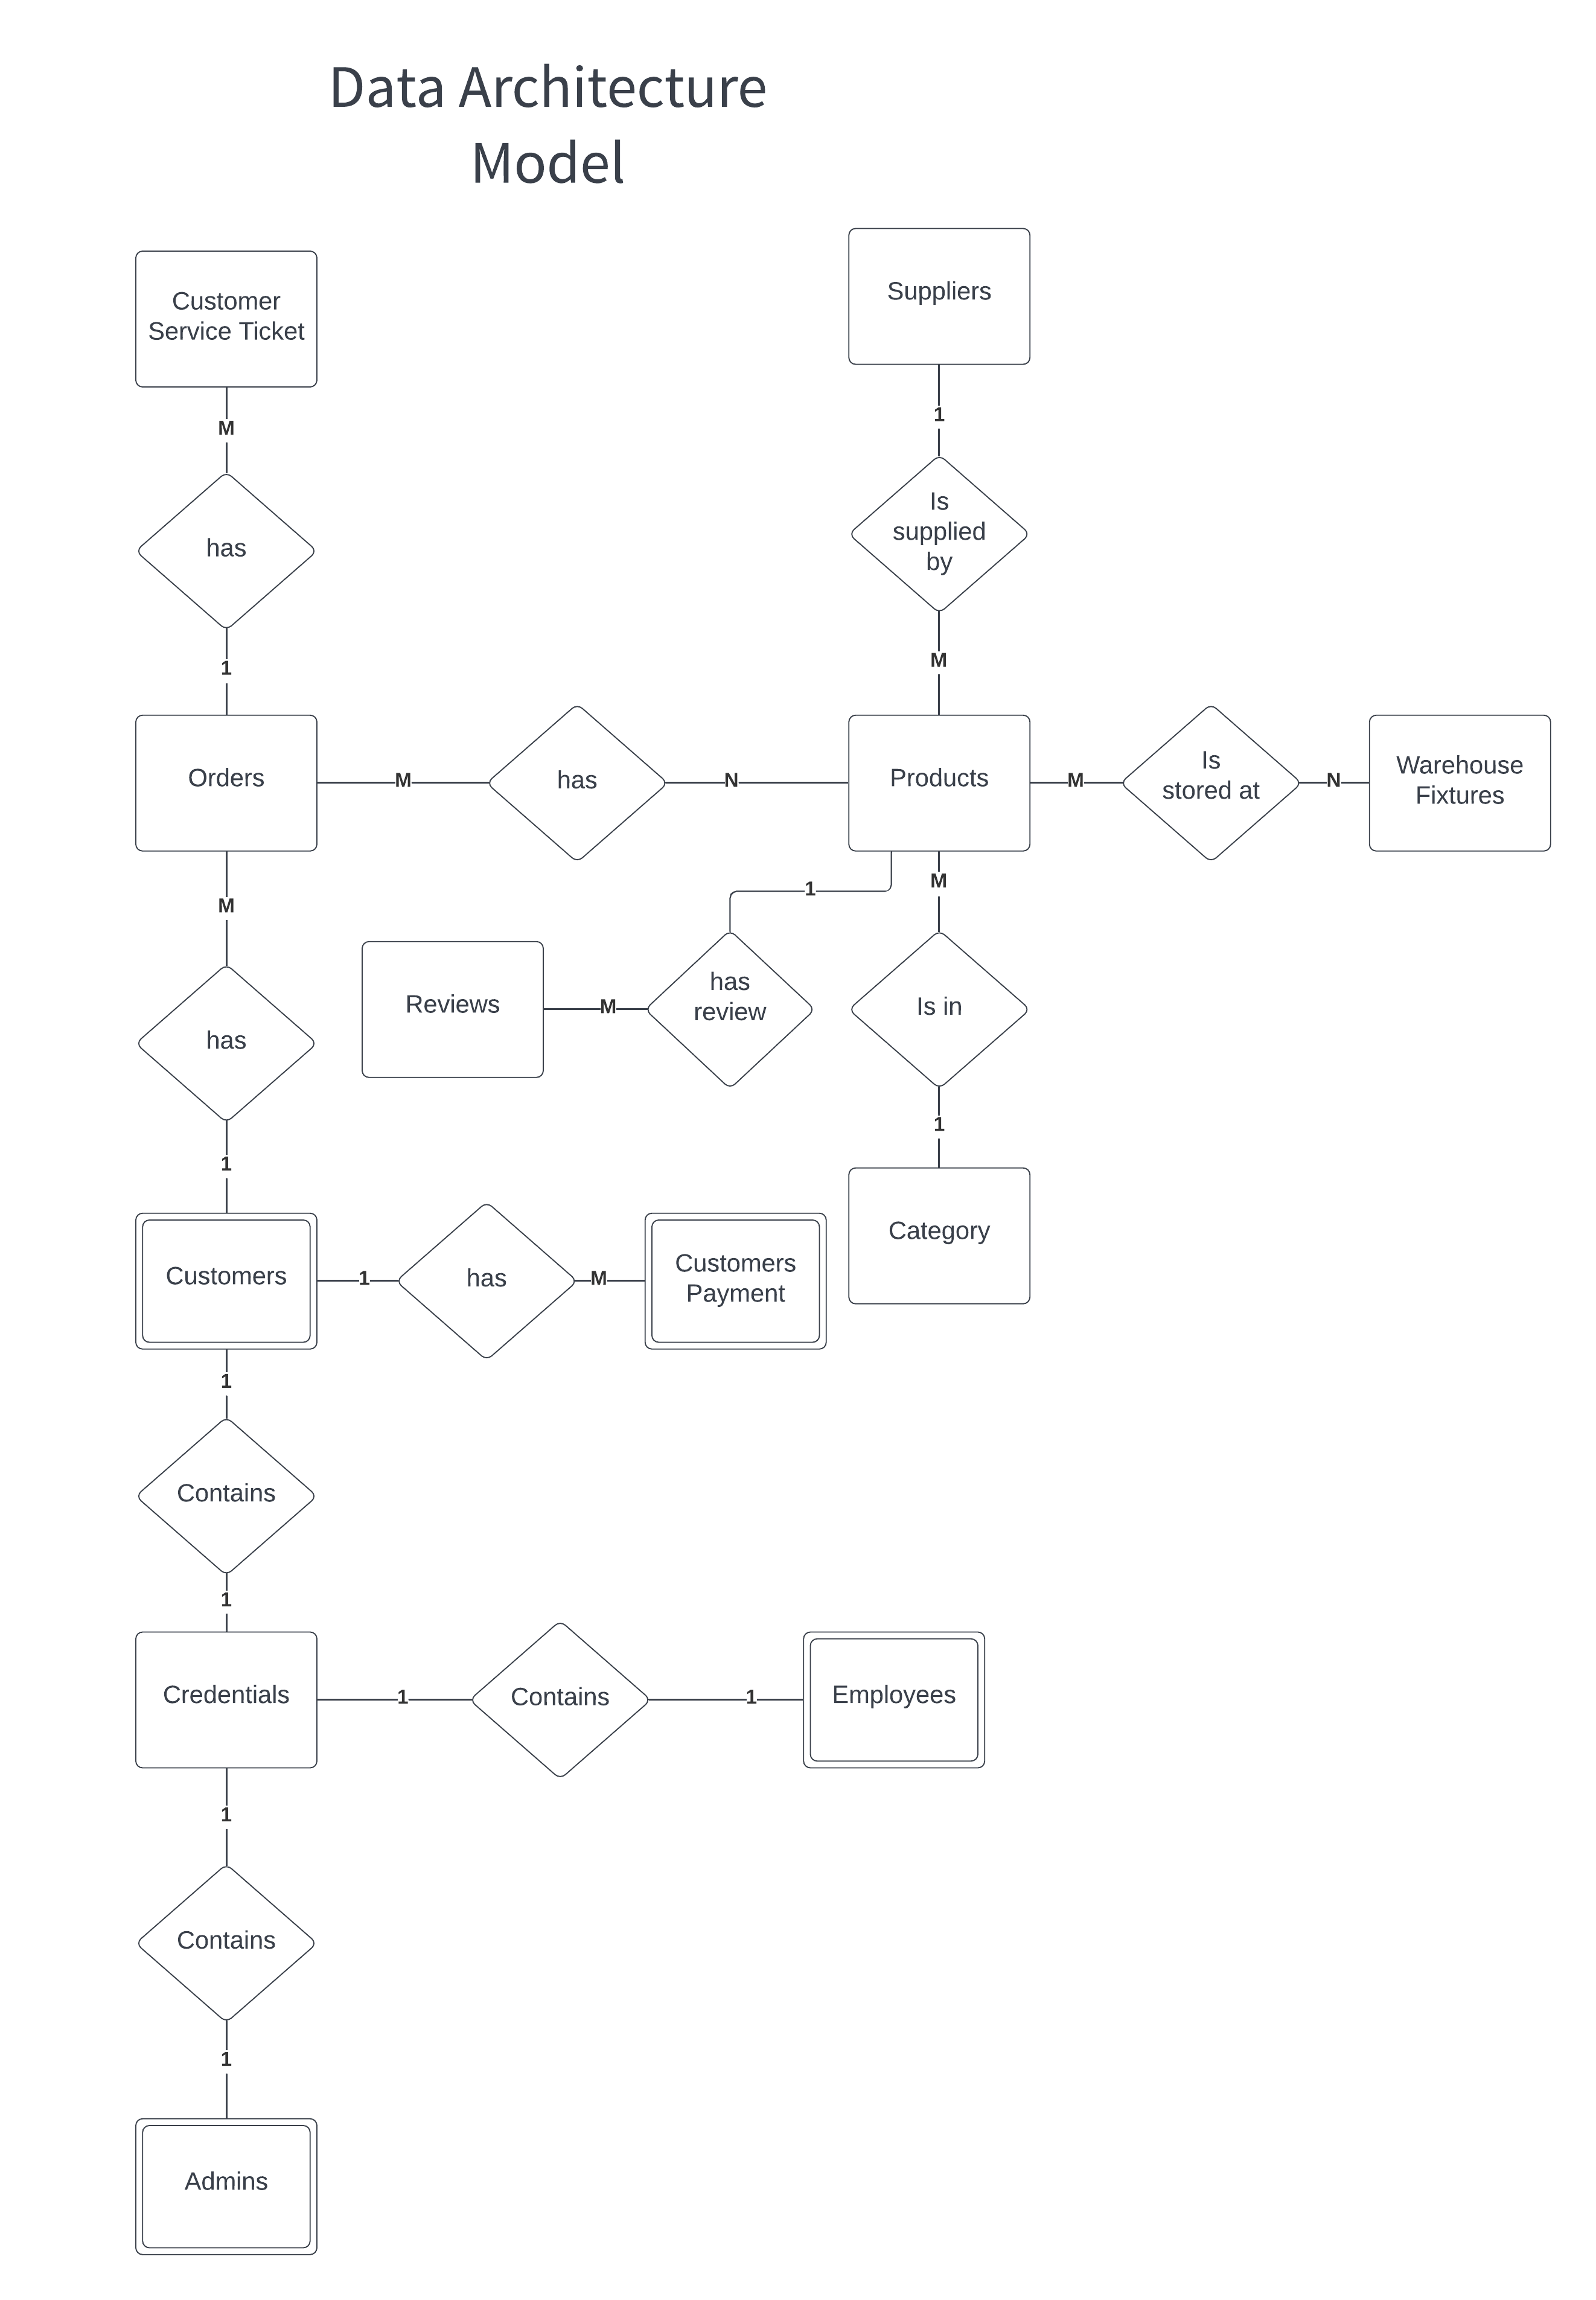 Data Architecture
Model
Suppliers
Customer
Service Ticket
1
M
Is
supplied
by
has
M
1
Orders
M
has
N
Products
M
Is
stored at
N
Warehouse
Fixtures
M
1
M
Reviews
M
has
review
Is in
has
1
1
Category
Customers
1
has
M
Customers
Payment
1
Contains
1
Credentials
1
Contains
1
Employees
1
Contains
1
Admins